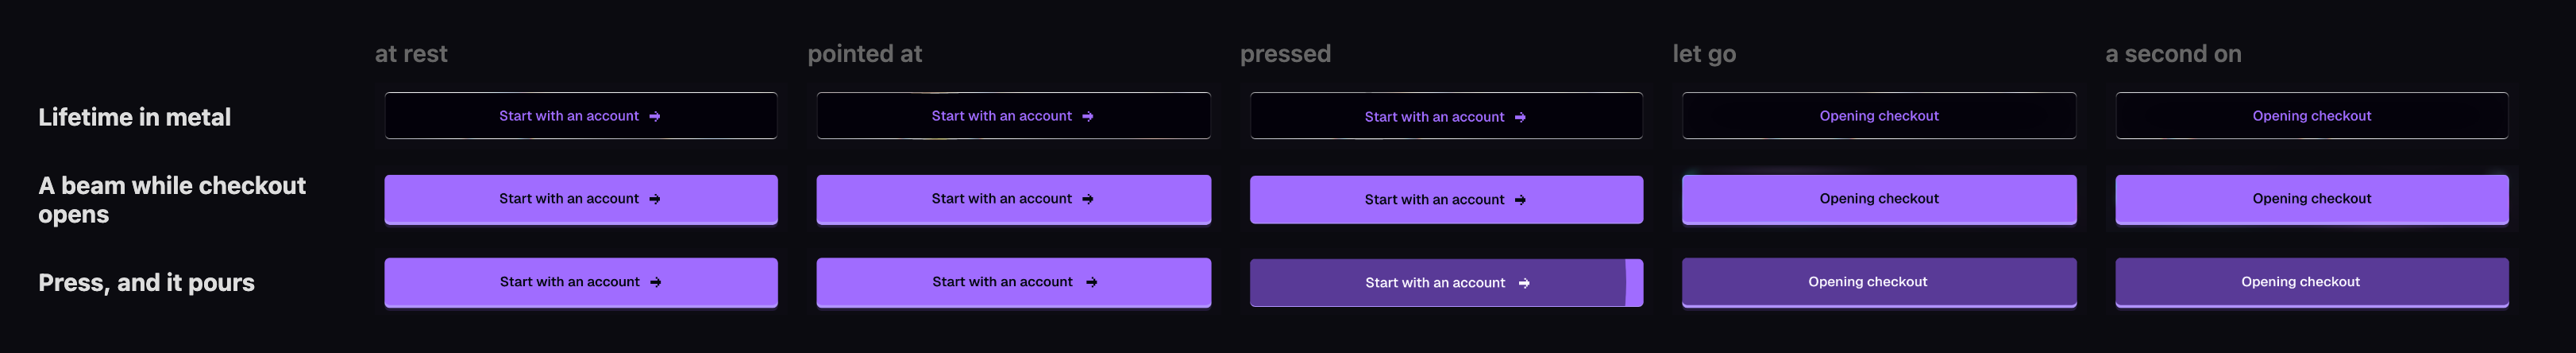 at rest pointed at pressed let go a second on
Lifetime in metal
Start with an account → Start with an account → Start with an account → Opening checkout Opening checkout
A beam while checkout
opens
Start with an account → Start with an account → Start with an account → Opening checkout Opening checkout
Press, and it pours
Start with an account → Start with an account → Start with an account → Opening checkout Opening checkout